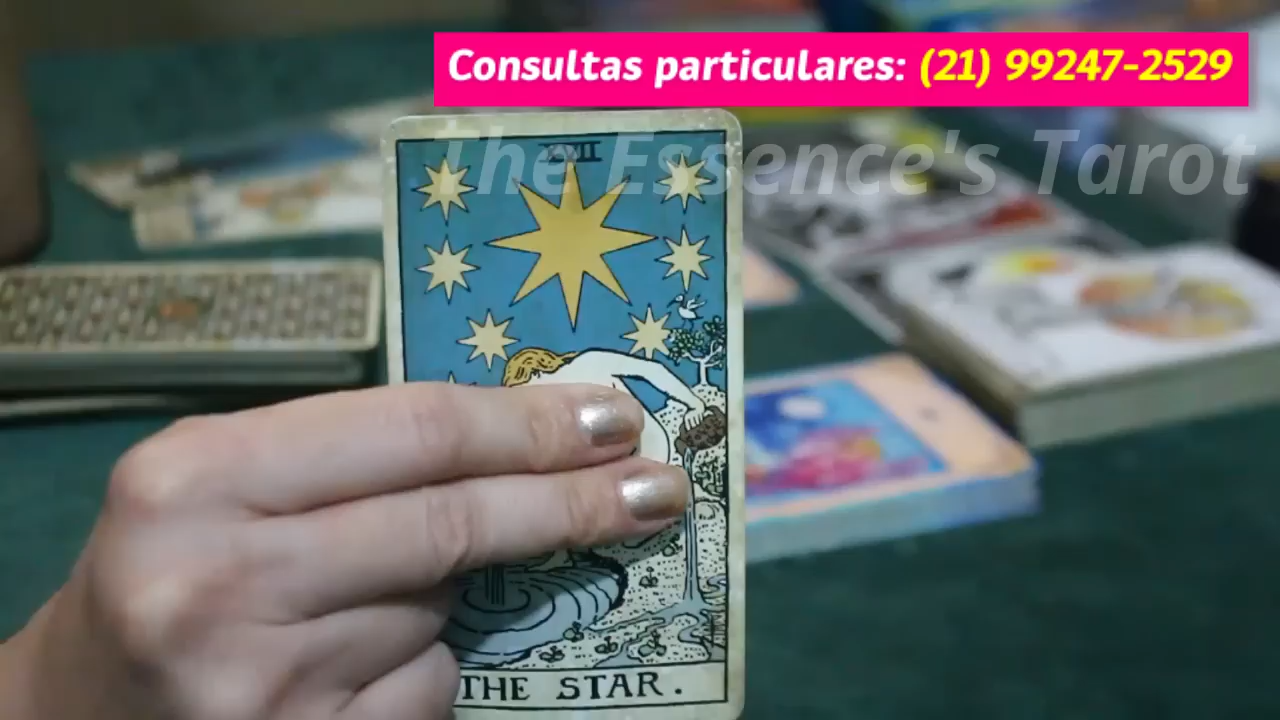 Consultas particulares: (21) 99247-2529
The Essence's Tarot
XVII
THE STAR.